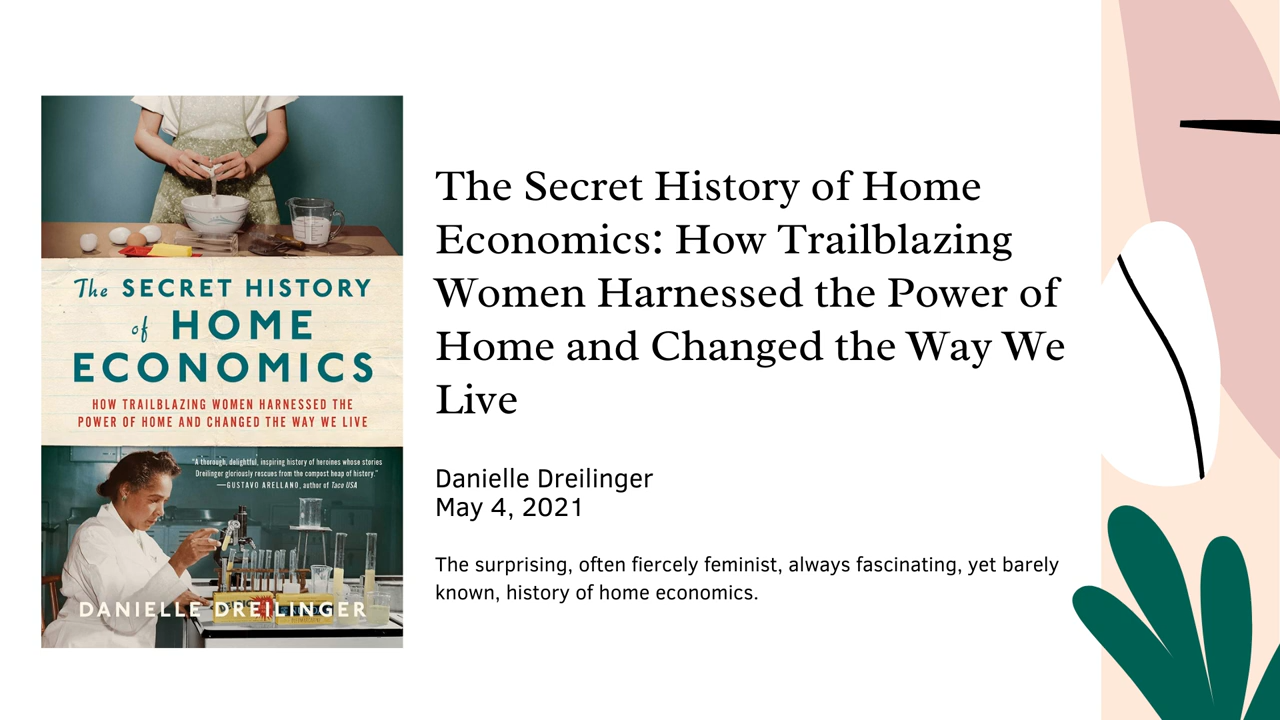 The SECRET HISTORY
of HOME
ECONOMICS
HOW TRAILBLAZING WOMEN HARNESSED THE
POWER OF HOME AND CHANGED THE WAY WE LIVE
"A thorough, delightful, inspiring history of heroines whose stories
Dreilinger gloriously rescues from the compost heap of history."
—GUSTAVO ARELLANO, author of Taco USA
DANIELLE DREILINGER
The Secret History of Home
Economics: How Trailblazing
Women Harnessed the Power of
Home and Changed the Way We
Live
Danielle Dreilinger
May 4, 2021
The surprising, often fiercely feminist, always fascinating, yet barely
known, history of home economics.